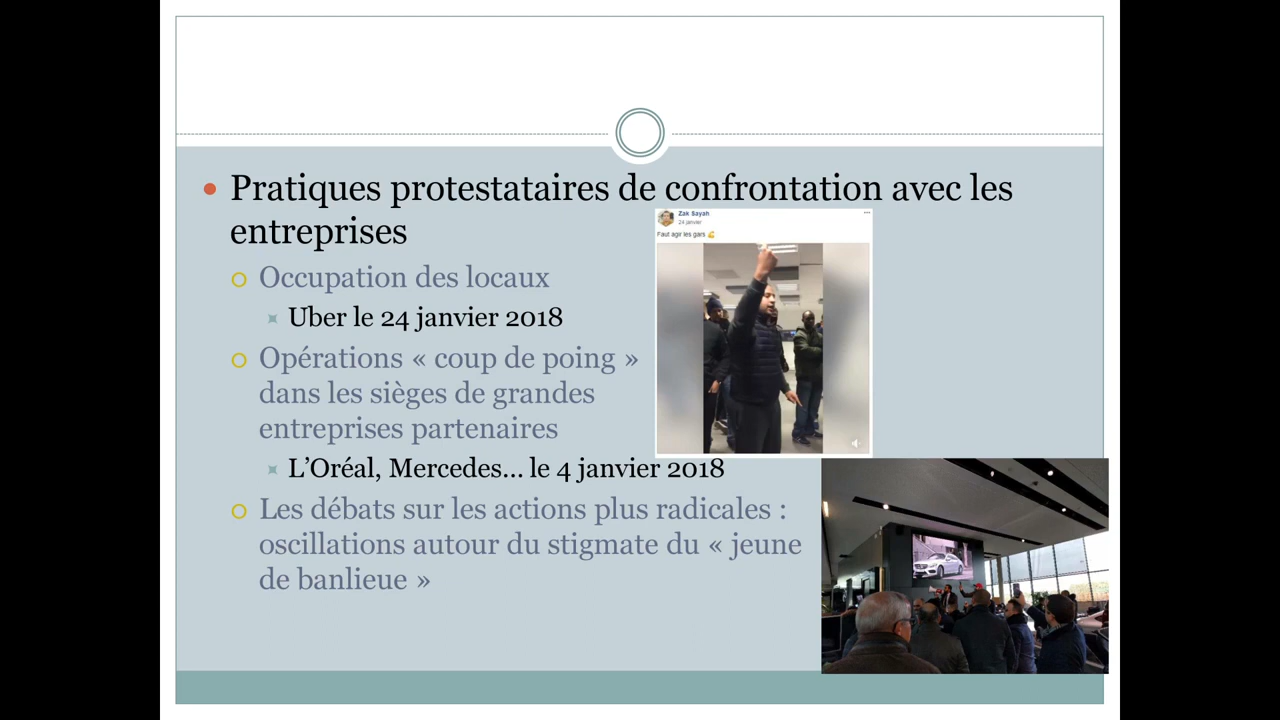 Pratiques protestataires de confrontation avec les
entreprises
Zak Sayah
24 janvier
Faut agir les gars 💪
Occupation des locaux
Uber le 24 janvier 2018
Opérations « coup de poing »
dans les sièges de grandes
entreprises partenaires
L’Oréal, Mercedes… le 4 janvier 2018
Les débats sur les actions plus radicales :
oscillations autour du stigmate du « jeune
de banlieue »